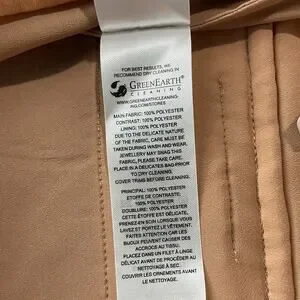 FOR BEST RESULTS, WE
RECOMMEND DRY CLEANING IN
GREENEARTH®
CLEANING
WWW.GREENEARTHCLEANING-
ING.COM/STORES
MAIN FABRIC: 100% POLYESTER
CONTRAST: 100% POLYESTER
LINING: 100% POLYESTER
DUE TO THE DELICATE NATURE
OF THE FABRIC, CARE MUST BE
TAKEN DURING WASH AND WEAR.
JEWELLERY MAY SNAG THIS
FABRIC, PLEASE TAKE CARE.
PLACE IN A DELICATES BAG PRIOR
TO DRY CLEANING.
COVER TRIMS BEFORE CLEANING.
PRINCIPAL: 100% POLYESTER
ETOFFE DE CONTRASTE:
100% POLYESTER
DOUBLURE: 100% POLYESTER
CETTE ÉTOFFE EST DÉLICATE.
PRENEZ-EN SOIN LORSQUE VOUS
LAVEZ ET PORTEZ LE VÊTEMENT.
FAITES ATTENTION CAR LES
BIJOUX PEUVENT CAUSER DES
ACCROCS AU TISSU.
PLACEZ DANS UN FILET À LINGE
DÉLICAT AVANT DE PROCÉDER AU
NETTOYAGE À SEC.
COUVRIR LES ORNEMENTS AVANT
LE NETTOYAGE.